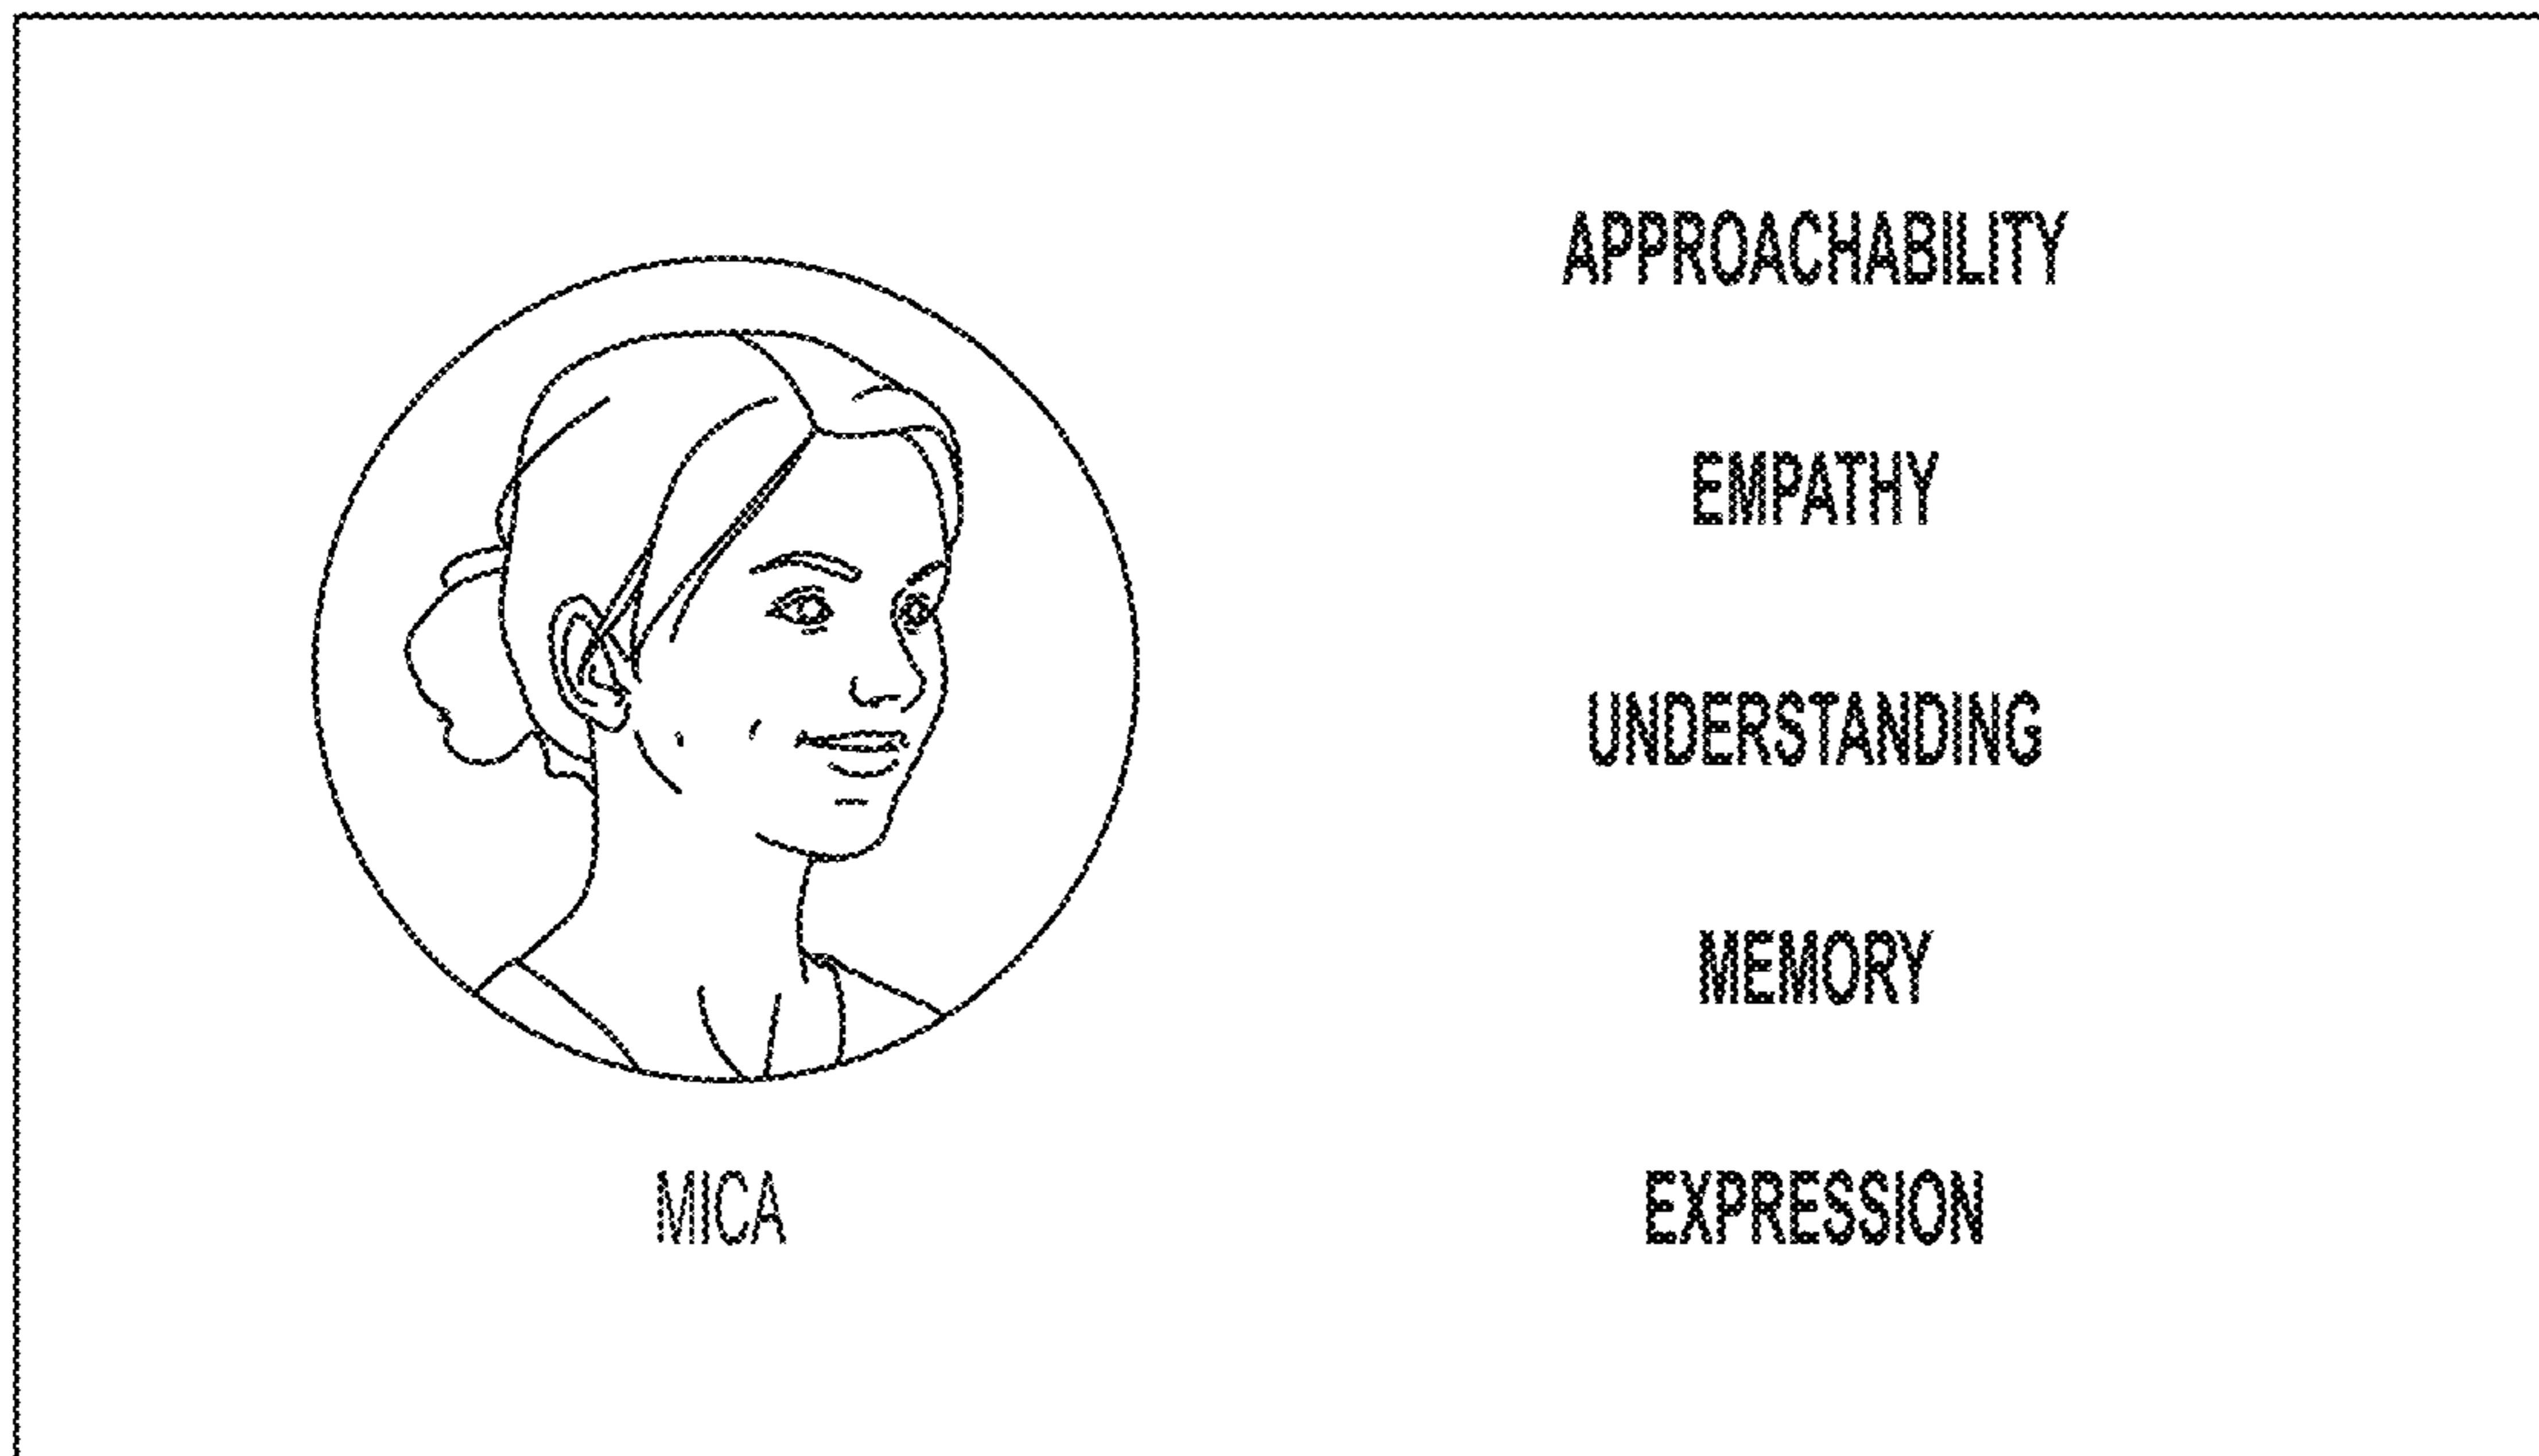 APPROACHABILITY
EMPATHY
UNDERSTANDING
MEMORY
MICA
EXPRESSION